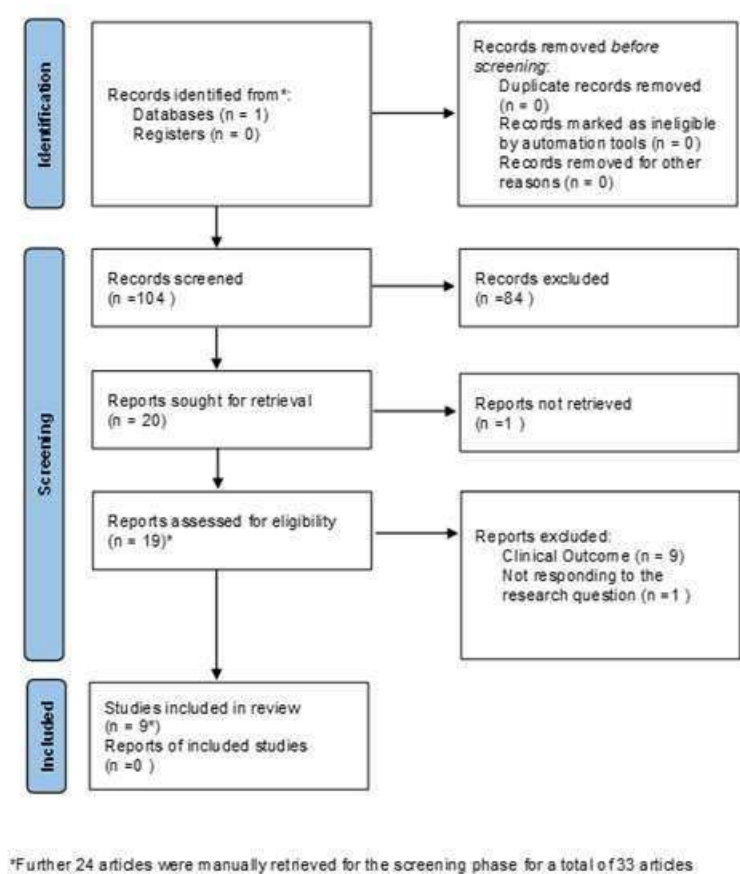 Identification
Records identified from*:
Databases (n = 1)
Registers (n = 0)
Records removed before
screening:
Duplicate records removed
(n = 0)
Records marked as ineligible
by automation tools (n = 0)
Records removed for other
reasons (n = 0)
Screening
Records screened
(n =104 )
Records excluded
(n =84 )
Reports sought for retrieval
(n = 20)
Reports not retrieved
(n =1 )
Reports assessed for eligibility
(n = 19)*
Reports excluded:
Clinical Outcome (n = 9)
Not responding to the
research question (n =1 )
Included
Studies included in review
(n = 9*)
Reports of included studies
(n =0 )
*Further 24 articles were manually retrieved for the screening phase for a total of 33 articles